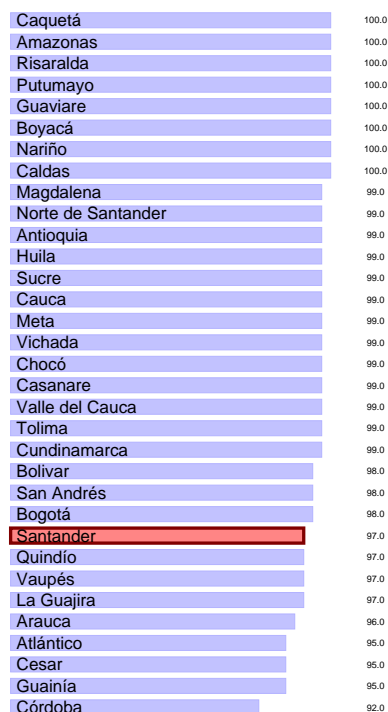 Caquetá 100.0
Amazonas 100.0
Risaralda 100.0
Putumayo 100.0
Guaviare 100.0
Boyacá 100.0
Nariño 100.0
Caldas 100.0
Magdalena 99.0
Norte de Santander 99.0
Antioquia 99.0
Huila 99.0
Sucre 99.0
Cauca 99.0
Meta 99.0
Vichada 99.0
Chocó 99.0
Casanare 99.0
Valle del Cauca 99.0
Tolima 99.0
Cundinamarca 99.0
Bolivar 98.0
San Andrés 98.0
Bogotá 98.0
Santander 97.0
Quindío 97.0
Vaupés 97.0
La Guajira 97.0
Arauca 96.0
Atlántico 95.0
Cesar 95.0
Guainía 95.0
Córdoba 92.0